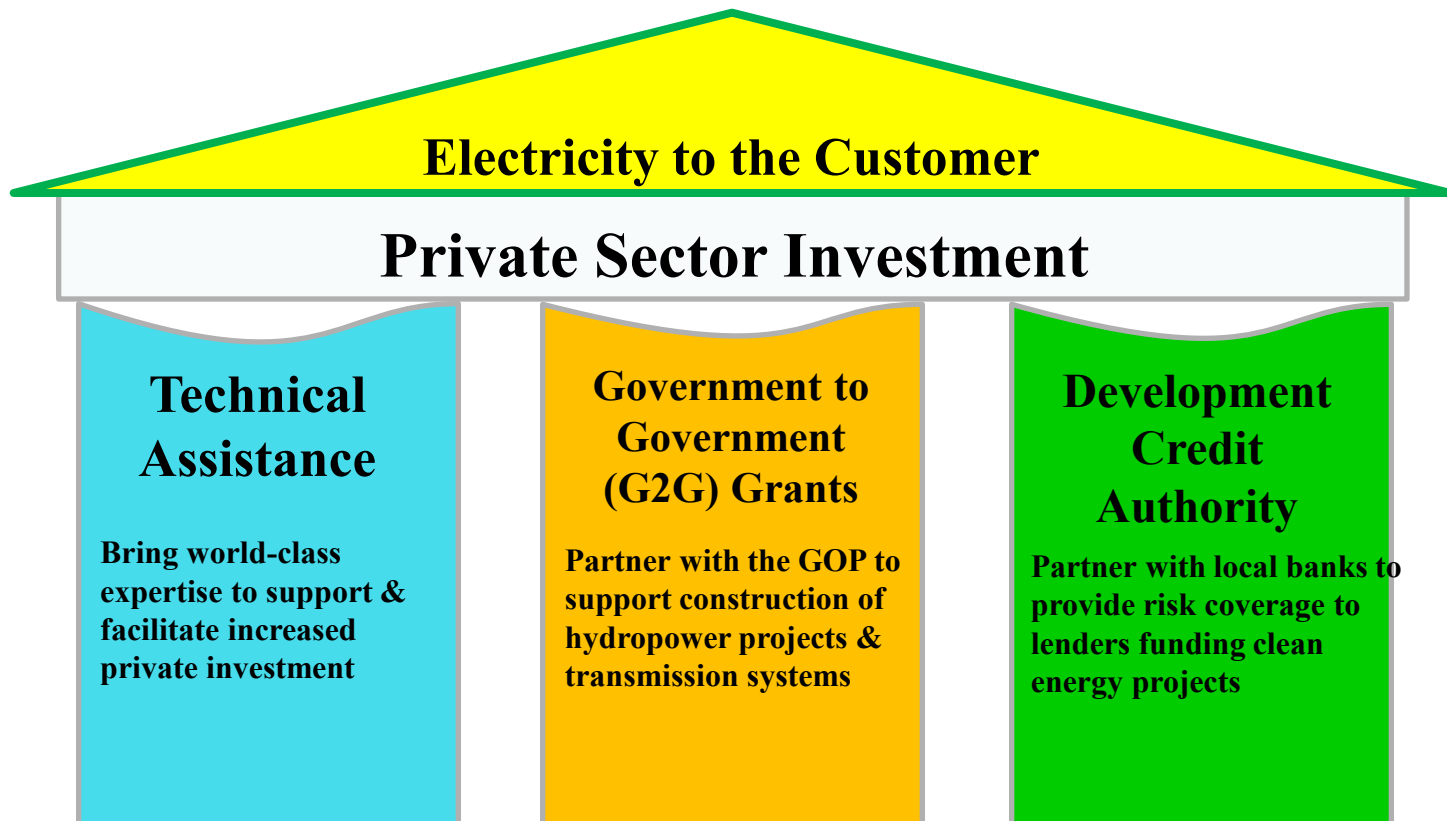 Electricity to the Customer
Private Sector Investment
Technical
Assistance
Bring world-class
expertise to support &
facilitate increased
private investment
Government to
Government
(G2G) Grants
Partner with the GOP to
support construction of
hydropower projects &
transmission systems
Development
Credit
Authority
Partner with local banks to
provide risk coverage to
lenders funding clean
energy projects